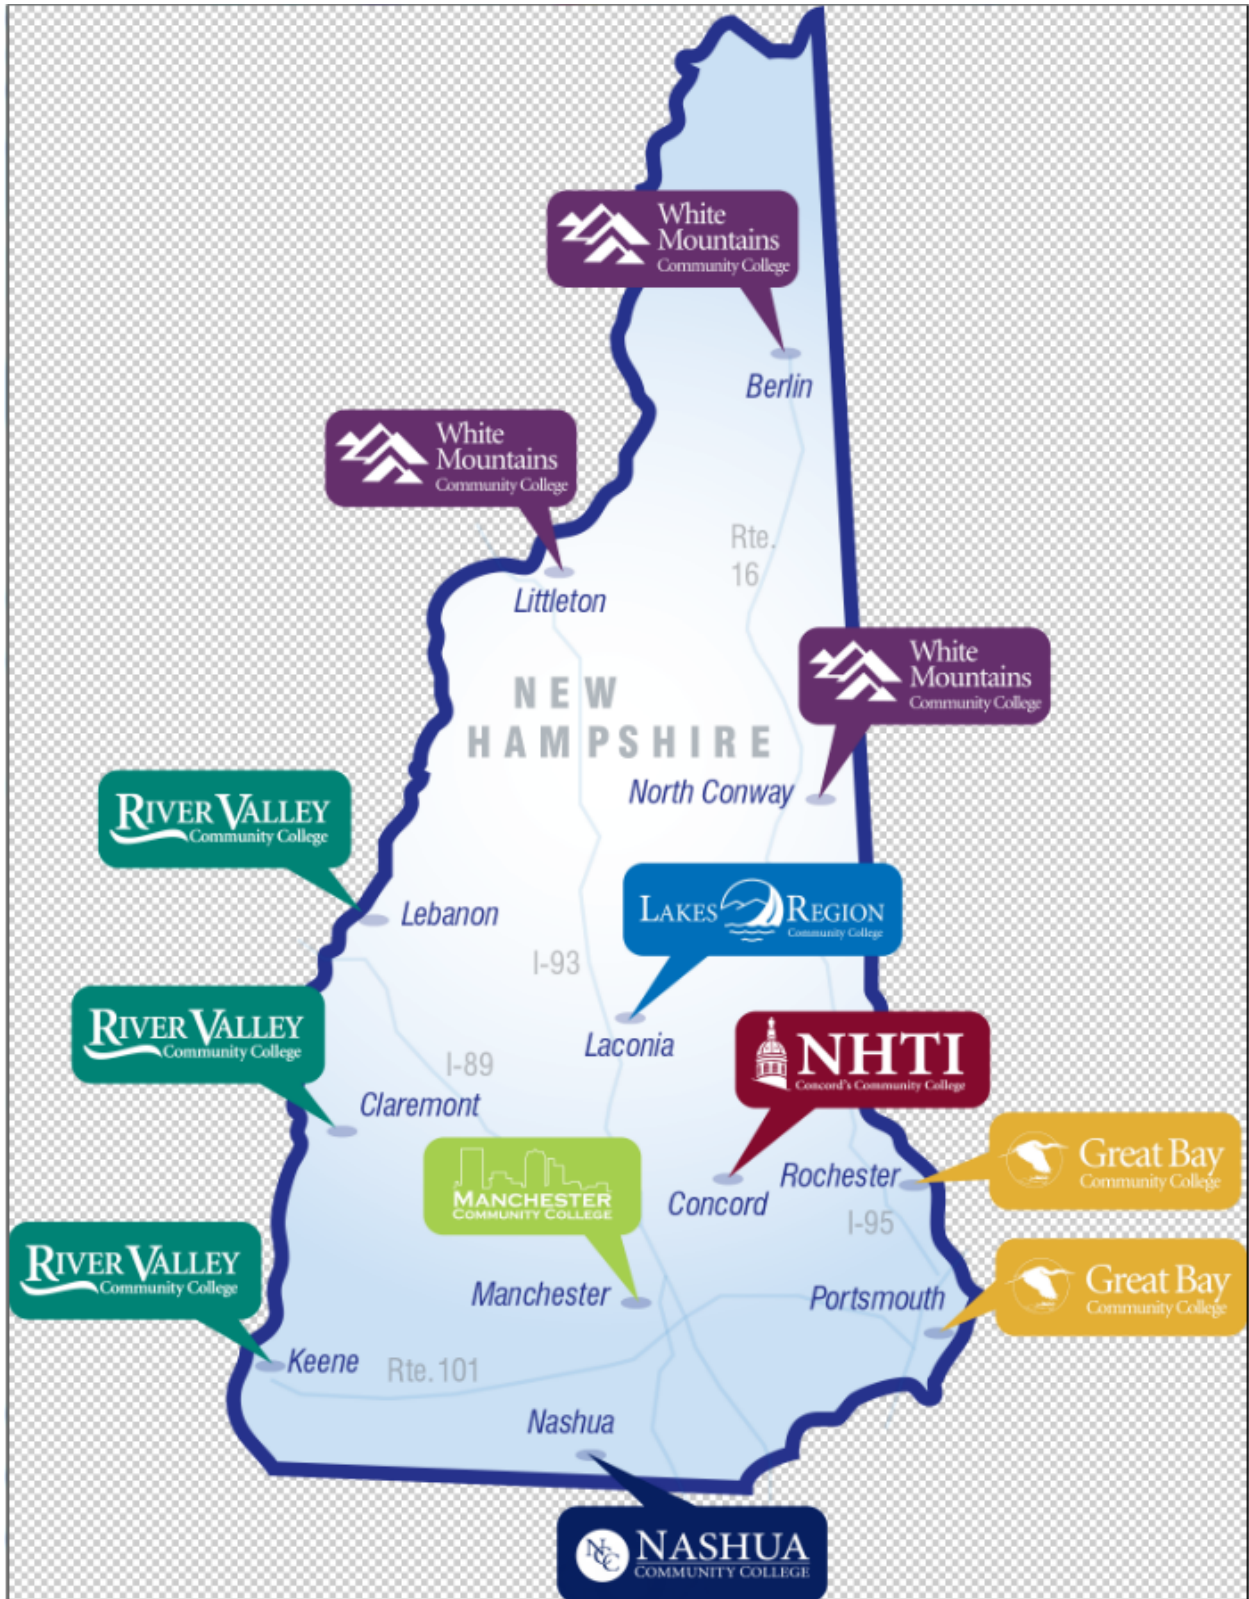 White
Mountains
Community College
Berlin
White
Mountains
Community College
Littleton
Rte.
16
White
Mountains
Community College
NEW
HAMPSHIRE
North Conway
RIVER VALLEY
Community College
Lebanon
LAKES REGION
Community College
I-93
Laconia
RIVER VALLEY
Community College
Claremont
I-89
NHTI
Concord's Community College
Concord
MANCHESTER
COMMUNITY COLLEGE
Manchester
Rochester
Great Bay
Community College
I-95
Portsmouth
Great Bay
Community College
RIVER VALLEY
Community College
Keene
Rte. 101
Nashua
NCC
NASHUA
COMMUNITY COLLEGE